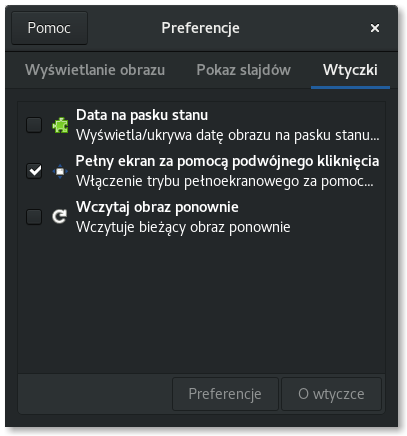 Pomoc
Preferencje
Wyświetlanie obrazu
Pokaz slajdów
Wtyczki
Data na pasku stanu
Wyświetla/ukrywa datę obrazu na pasku stanu...
Pełny ekran za pomocą podwójnego kliknięcia
Włączenie trybu pełnoekranowego za pomoc...
Wczytaj obraz ponownie
Wczytuje bieżący obraz ponownie
Preferencje
O wtyczce